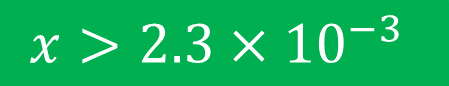 x > 2.3 × 10⁻³